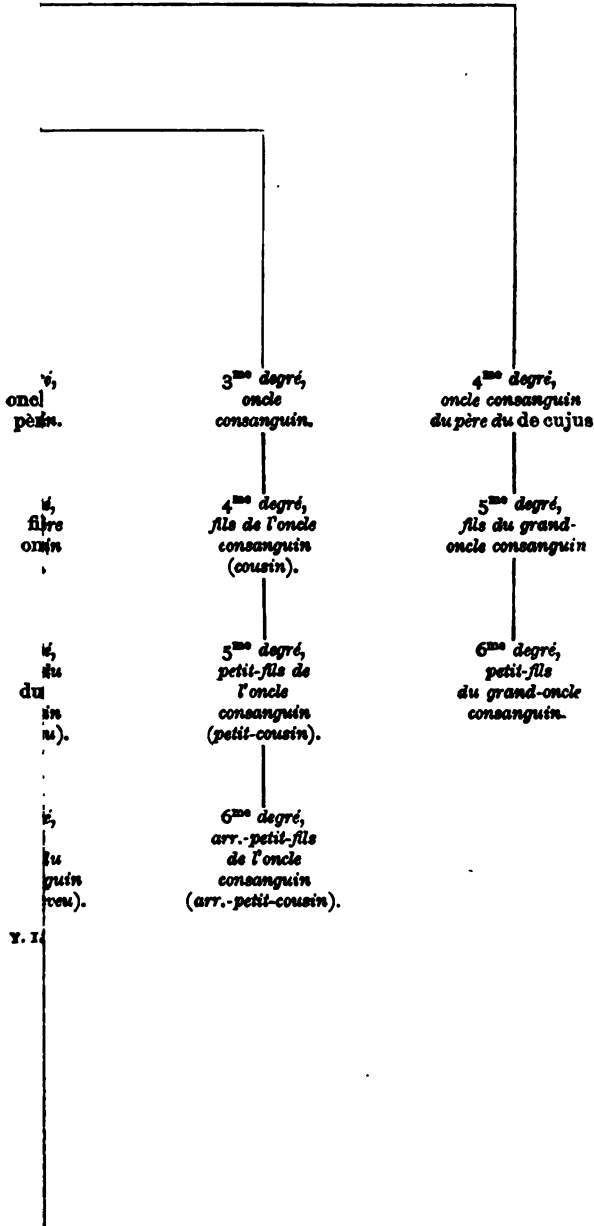 3me degré,
oncle
consanguin.
4me degré,
fils de l'oncle
consanguin
(cousin).
5me degré,
petit-fils de
l'oncle
consanguin
(petit-cousin).
6me degré,
arr.-petit-fils
de l'oncle
consanguin
(arr.-petit-cousin).
4me degré,
oncle consanguin
du père du de cujus
5me degré,
fils du grand-
oncle consanguin
6me degré,
petit-fils
du grand-oncle
consanguin.